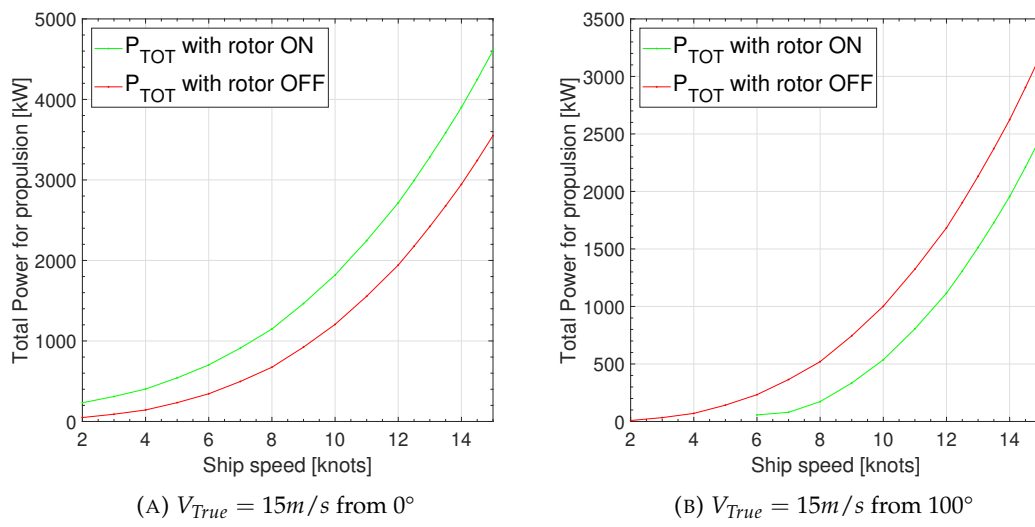 5000
4000
3000
2000
1000
0
Total Power for propulsion [kW]
P_TOT with rotor ON
P_TOT with rotor OFF
2 4 6 8 10 12 14
Ship speed [knots]
(A) V_True = 15m/s from 0°
3500
3000
2500
2000
1500
1000
500
0
Total Power for propulsion [kW]
P_TOT with rotor ON
P_TOT with rotor OFF
2 4 6 8 10 12 14
Ship speed [knots]
(B) V_True = 15m/s from 100°